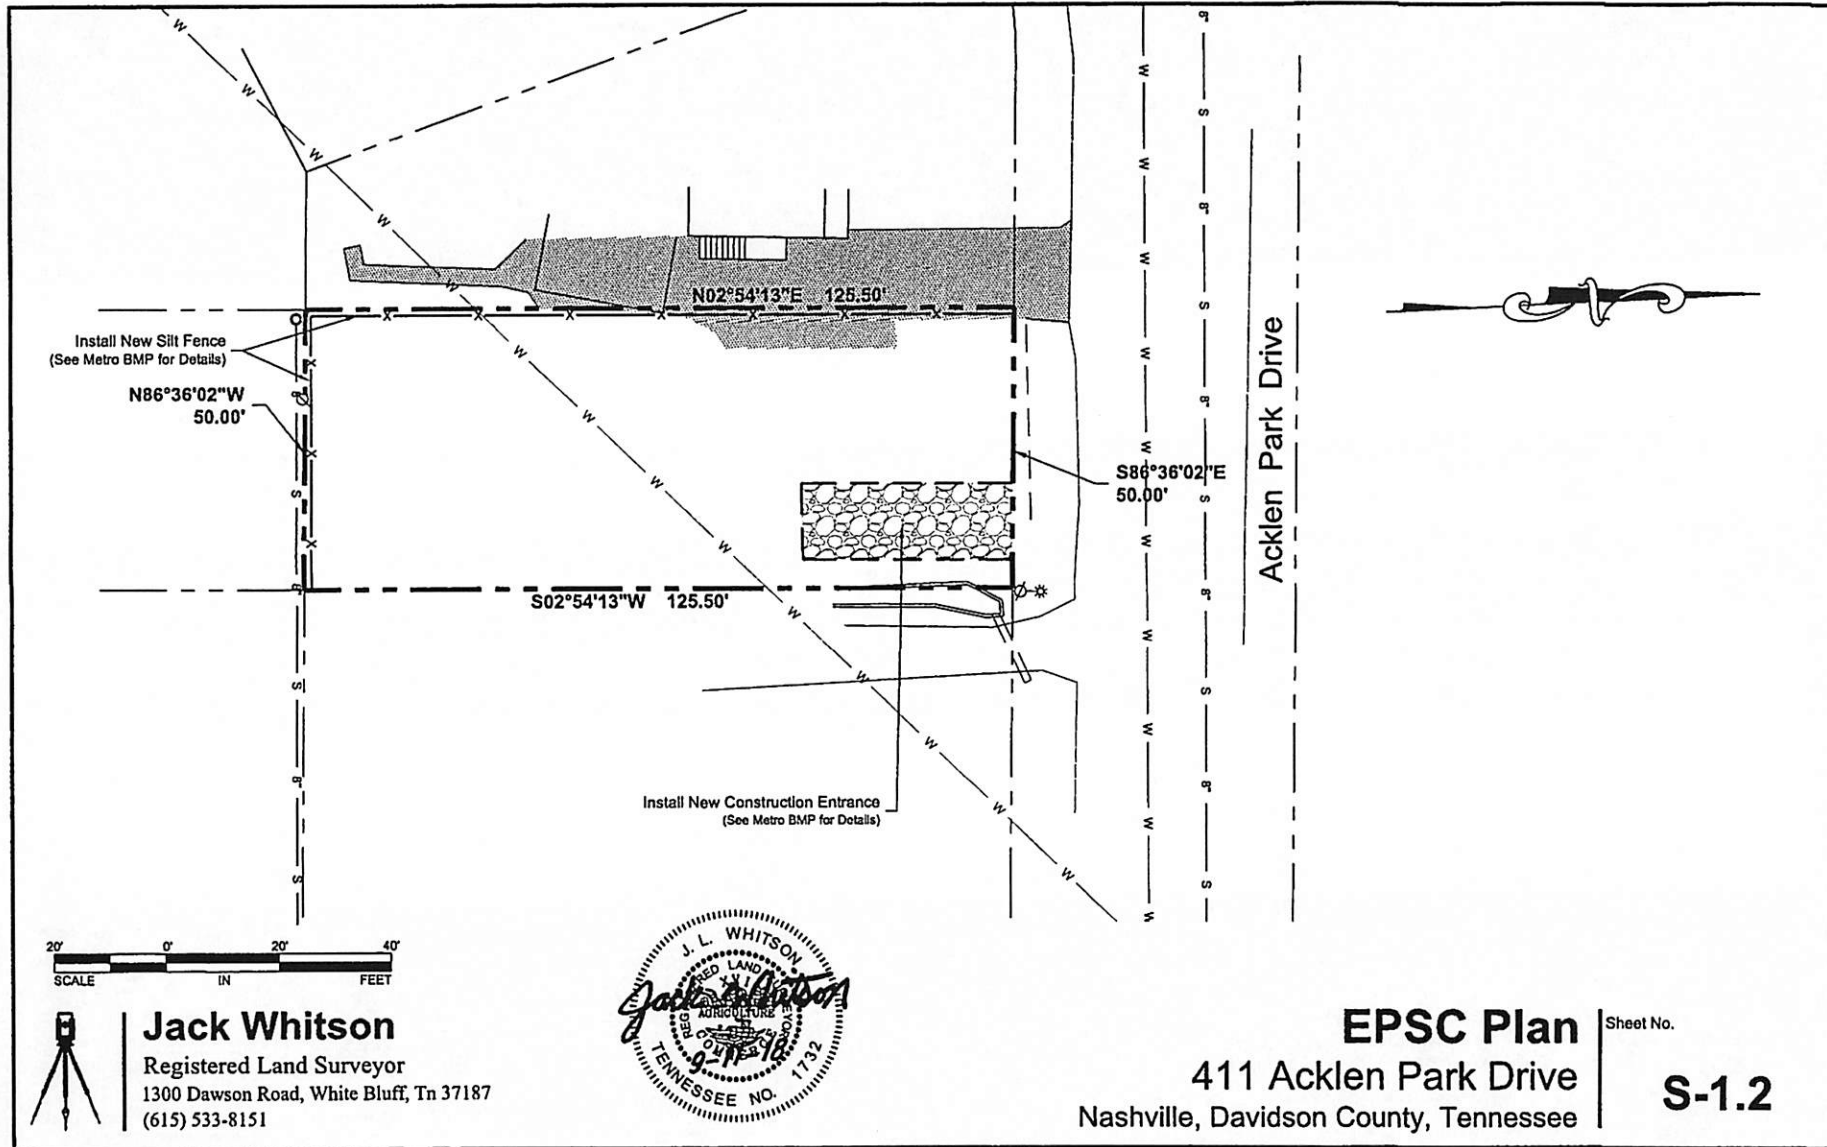 N02°54'13"E 125.50'
Install New Silt Fence
(See Metro BMP for Details)
N86°36'02"W
50.00'
S86°36'02"E
50.00'
Acklen Park Drive
S02°54'13"W 125.50'
Install New Construction Entrance
(See Metro BMP for Details)
20' 0' 20' 40'
SCALE IN FEET
Jack Whitson
Registered Land Surveyor
1300 Dawson Road, White Bluff, Tn 37187
(615) 533-8151
J. L. WHITSON
REGISTERED LAND SURVEYOR
XVI
AGRICULTURE
COMMERCE
Jack Whitson
TENNESSEE NO. 1732
EPSC Plan
411 Acklen Park Drive
Nashville, Davidson County, Tennessee
Sheet No.
S-1.2